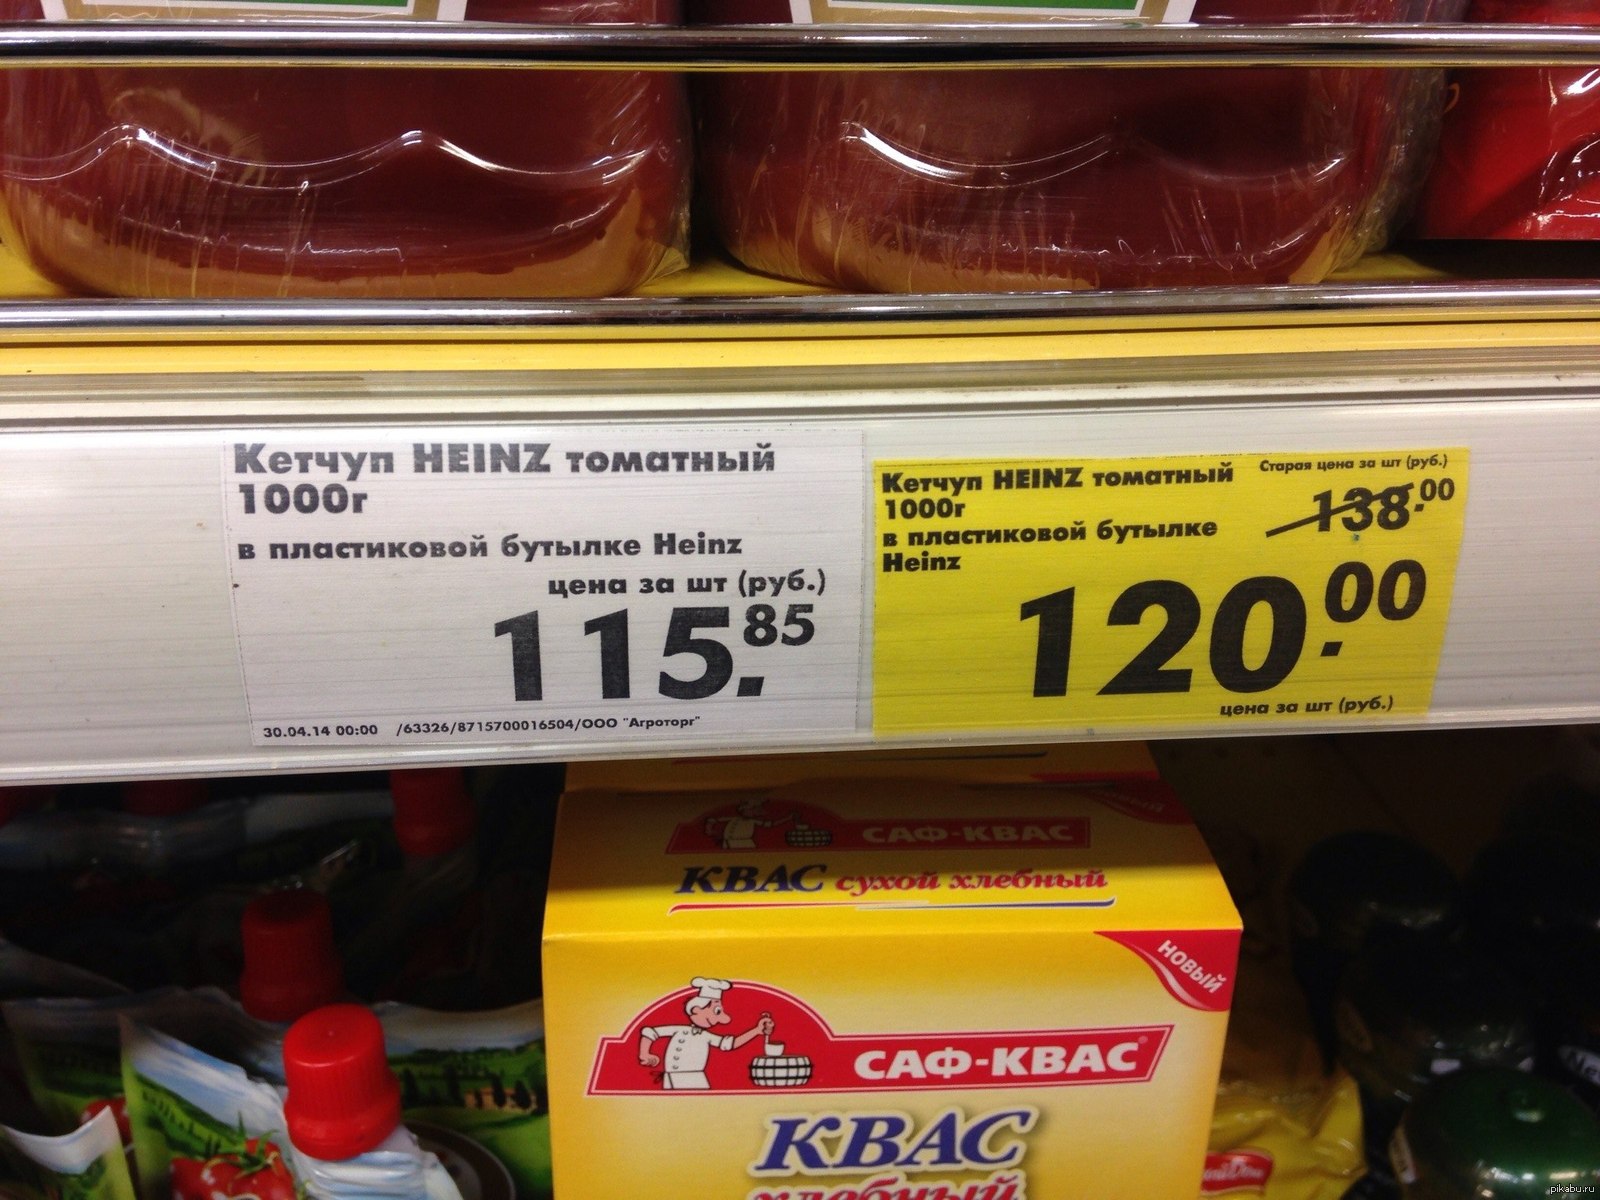 Кетчуп HEINZ томатный
1000г
в пластиковой бутылке Heinz
цена за шт (руб.)
115.85
30.04.14 00:00 /63326/8715700016504/ООО "Агроторг"
Кетчуп HEINZ томатный
1000г
в пластиковой бутылке
Heinz
Старая цена за шт (руб.)
138.00
120.00
цена за шт (руб.)
САФ-КВАС
КВАС сухой хлебный
НОВЫЙ
САФ-КВАС
КВАС
хлебный
pikabu.ru